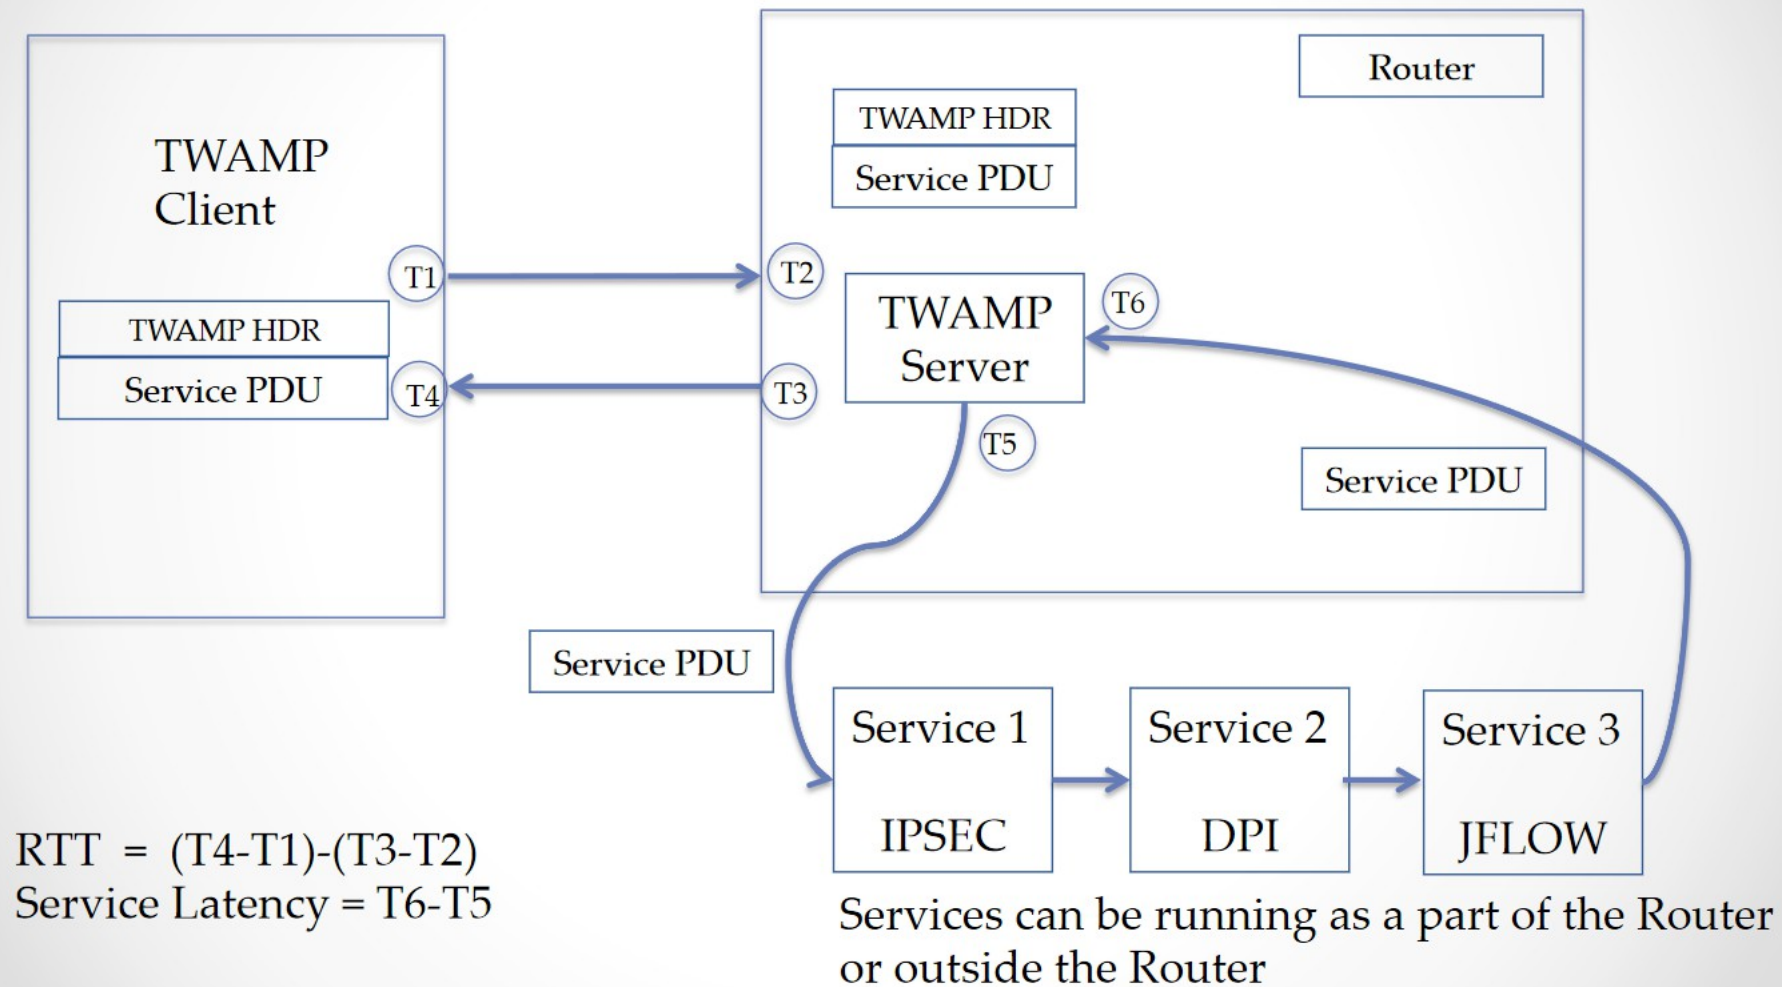 Router
TWAMP HDR
Service PDU
TWAMP
Client
T1
T2
TWAMP
Server
T6
TWAMP HDR
Service PDU
T4
T3
T5
Service PDU
Service PDU
Service 1
IPSEC
Service 2
DPI
Service 3
JFLOW
RTT = (T4-T1)-(T3-T2)
Service Latency = T6-T5
Services can be running as a part of the Router
or outside the Router